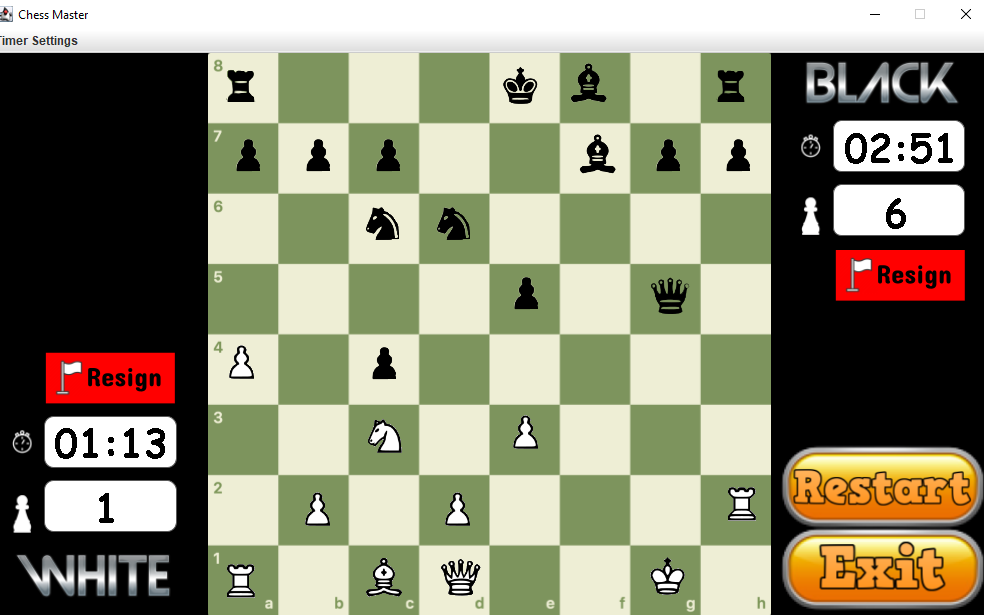 Chess Master
Timer Settings
8
7
6
5
4
3
2
1
a b c d e f g h
BLACK
02:51
6
Resign
Resign
01:13
1
WHITE
Restart
Exit